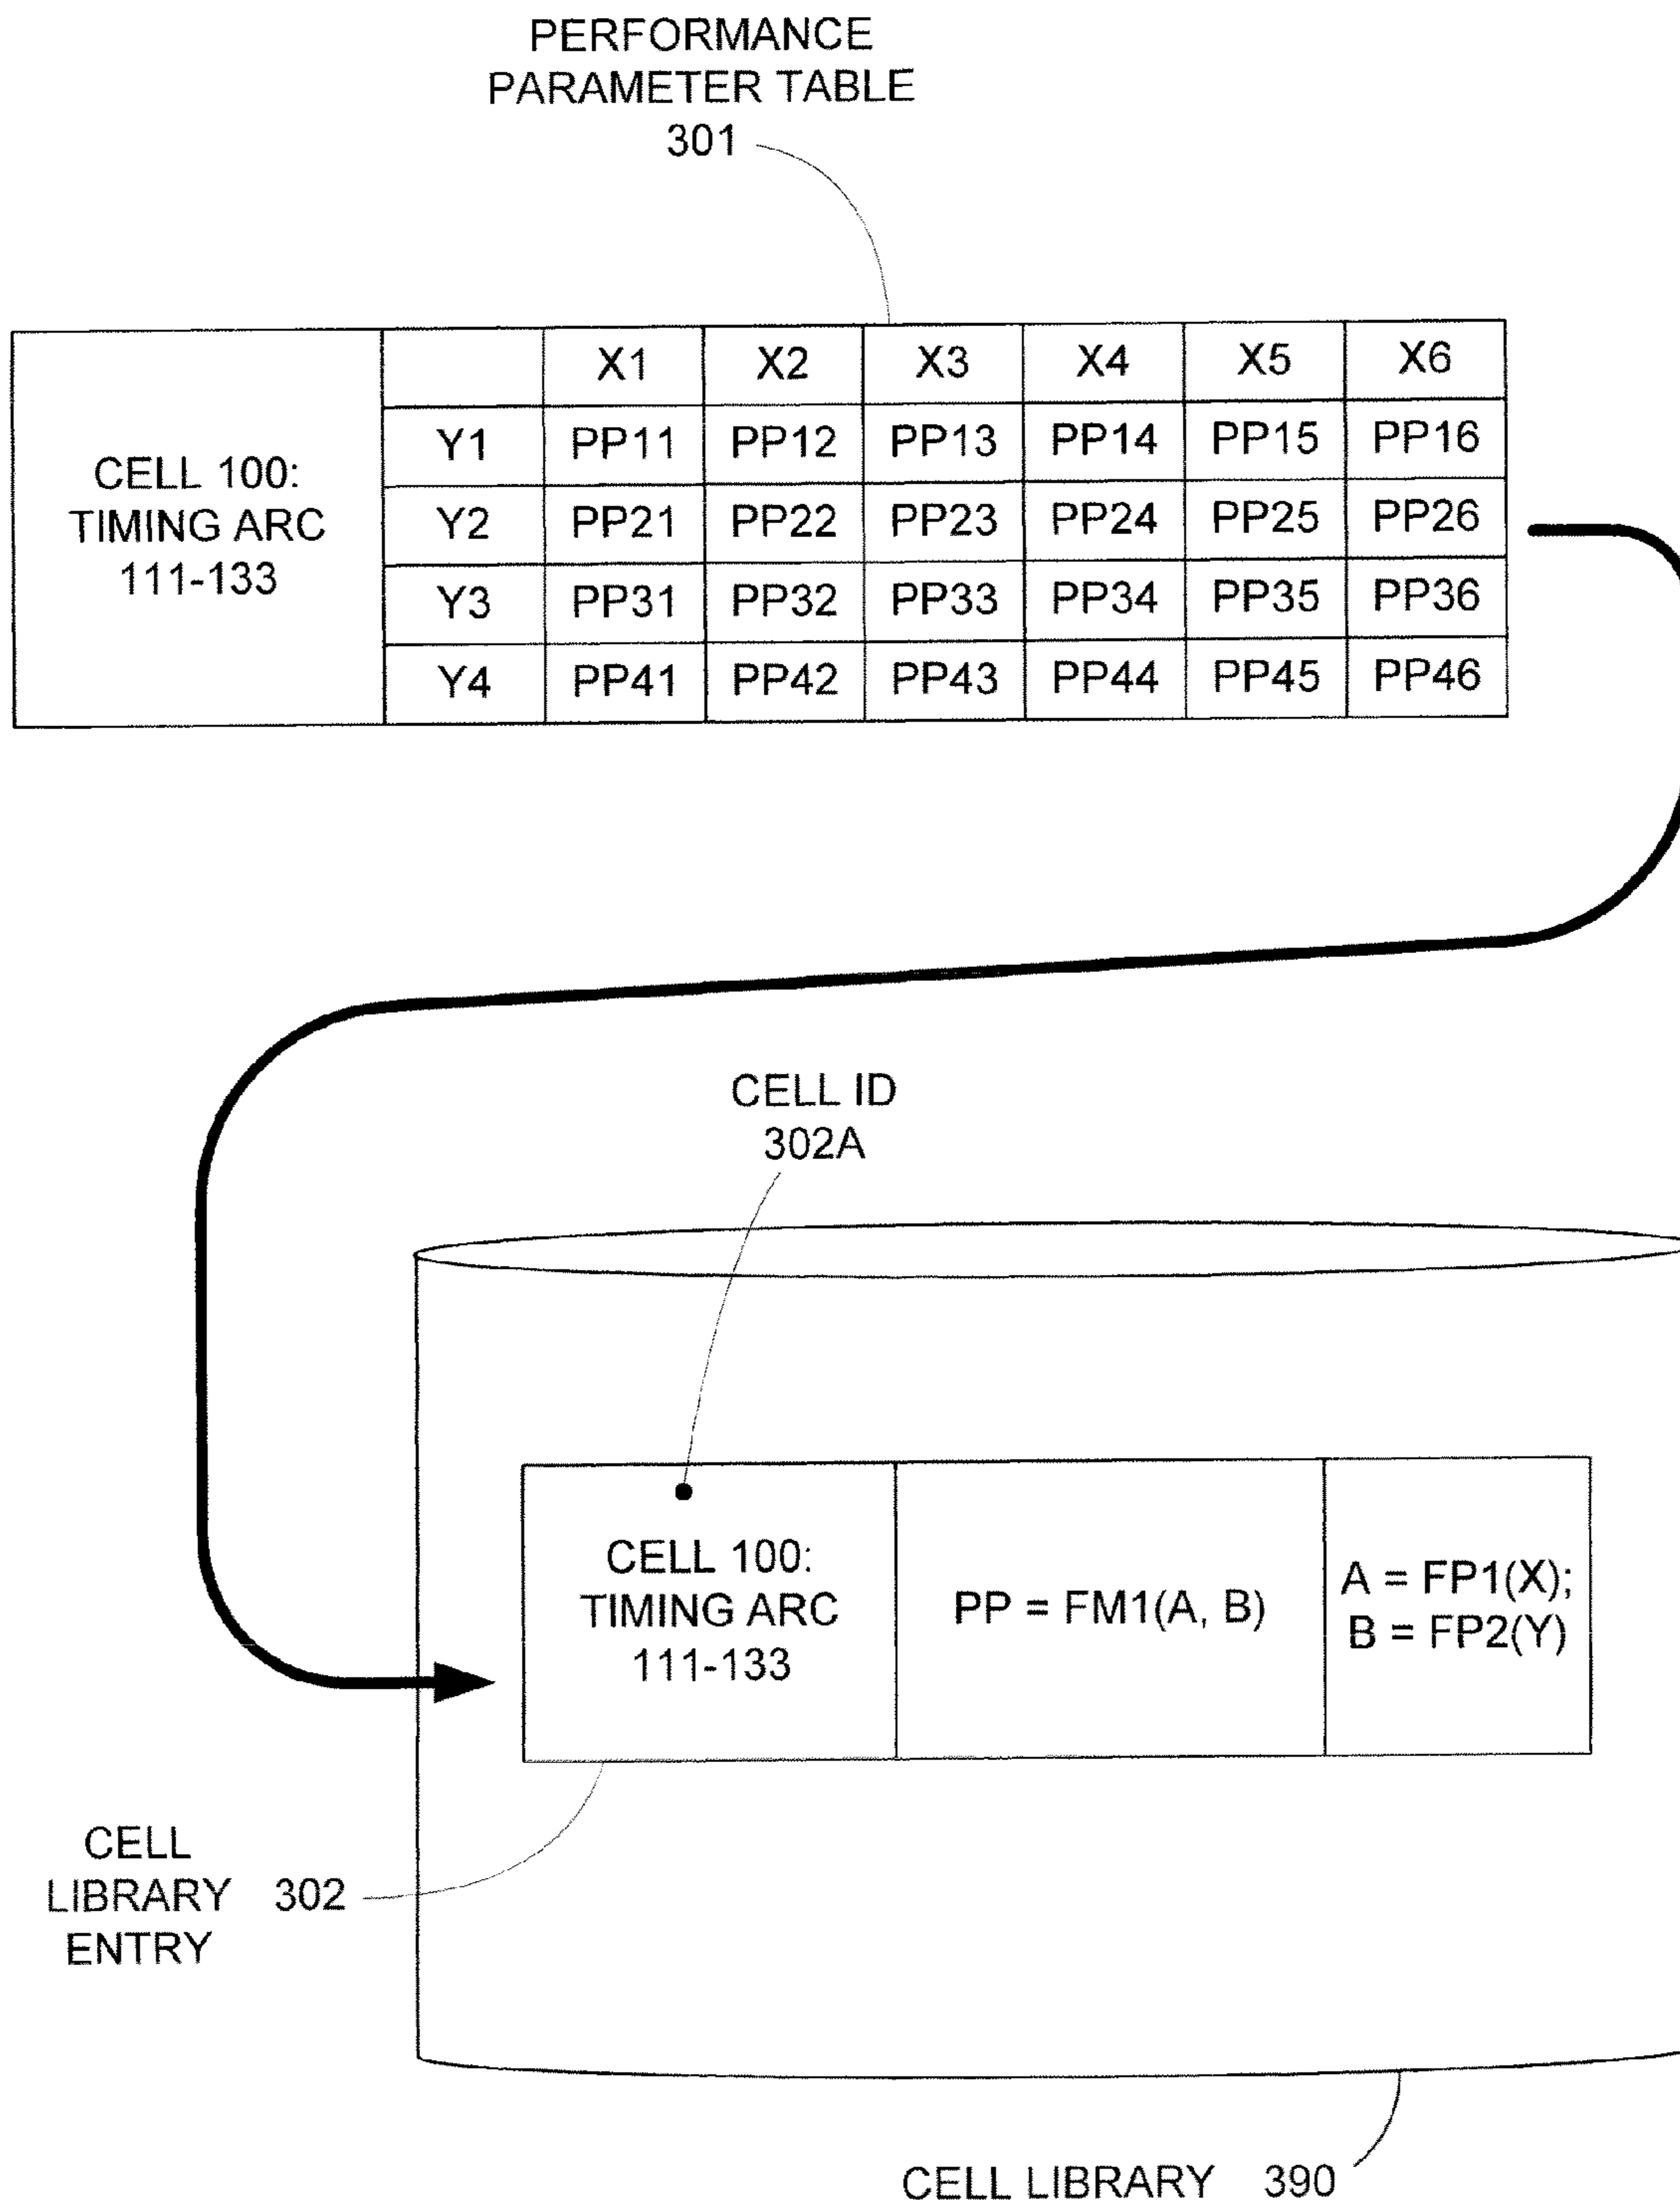 PERFORMANCE
PARAMETER TABLE
301
X1 X2 X3 X4 X5 X6
Y1 PP11 PP12 PP13 PP14 PP15 PP16
Y2 PP21 PP22 PP23 PP24 PP25 PP26
Y3 PP31 PP32 PP33 PP34 PP35 PP36
Y4 PP41 PP42 PP43 PP44 PP45 PP46
CELL 100:
TIMING ARC
111-133
CELL ID
302A
CELL 100:
TIMING ARC
111-133
PP = FM1(A, B)
A = FP1(X);
B = FP2(Y)
CELL
LIBRARY 302
ENTRY
CELL LIBRARY 390